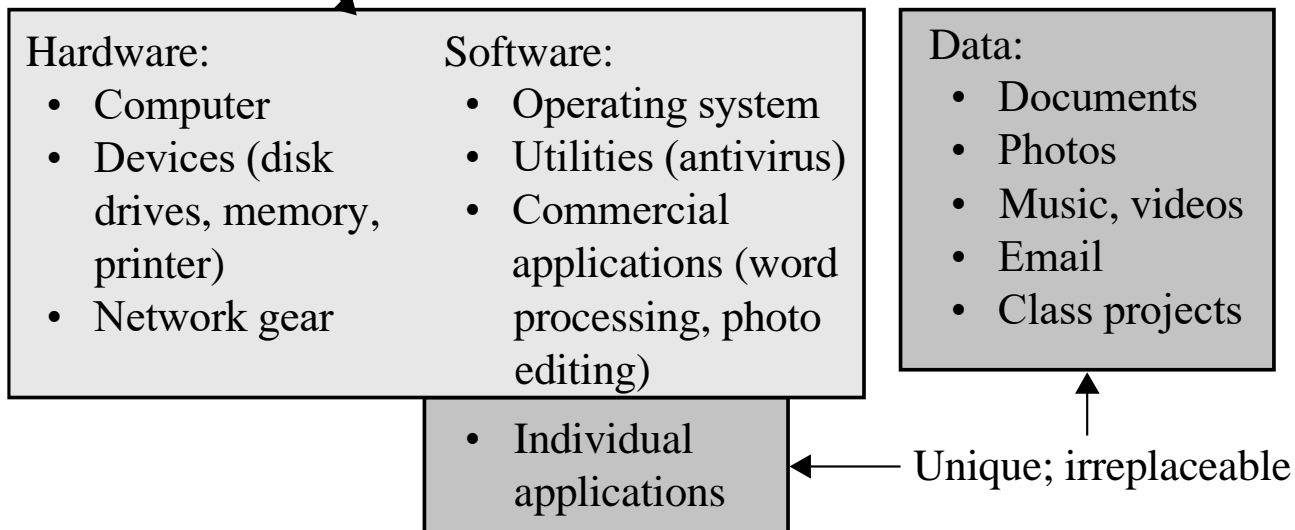 Hardware:
• Computer
• Devices (disk
drives, memory,
printer)
• Network gear
Software:
• Operating system
• Utilities (antivirus)
• Commercial
applications (word
processing, photo
editing)
• Individual
applications
Data:
• Documents
• Photos
• Music, videos
• Email
• Class projects
Unique; irreplaceable